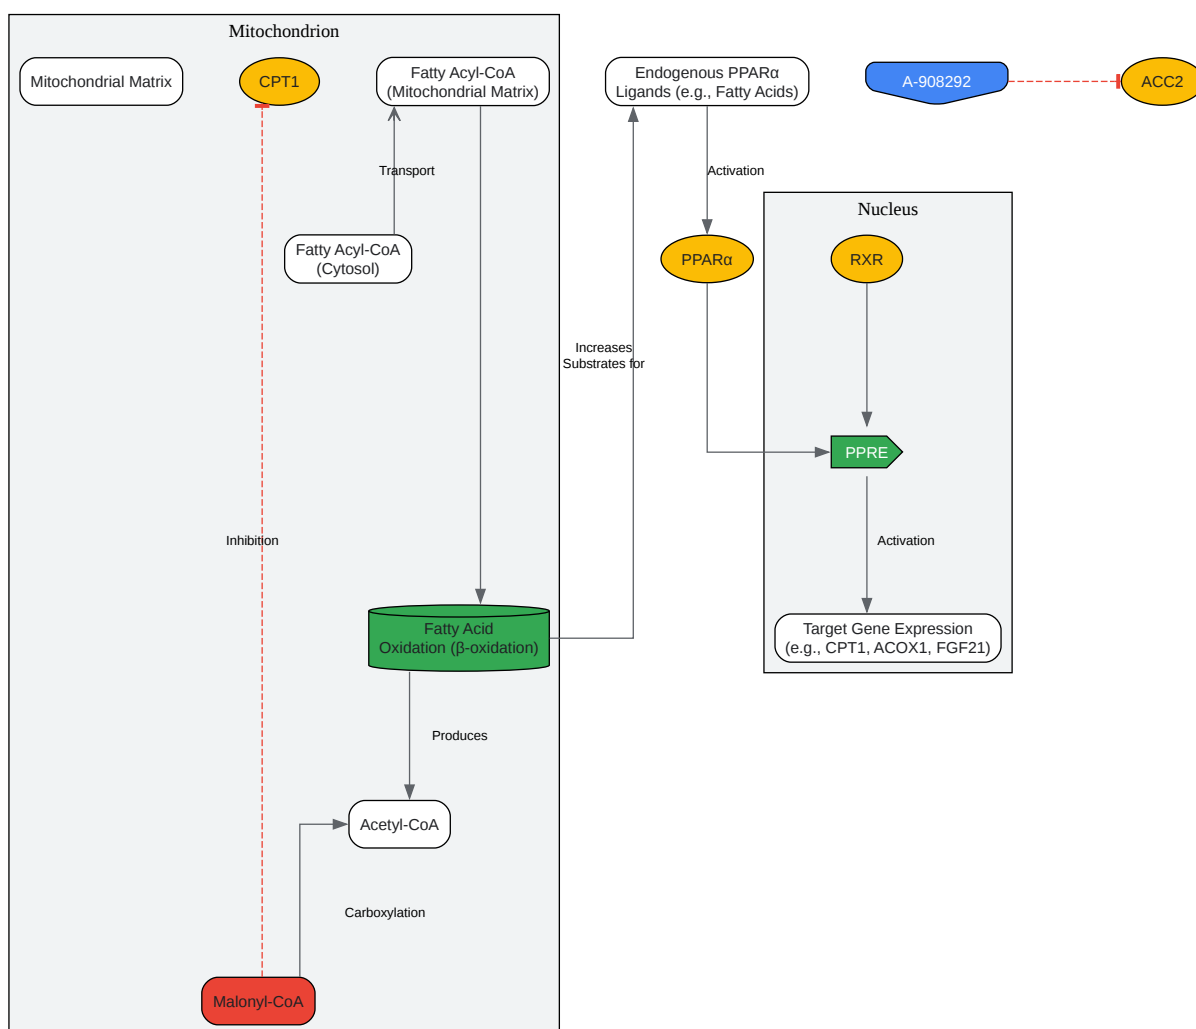 Mitochondrion
Mitochondrial Matrix
CPT1
Fatty Acyl-CoA
(Mitochondrial Matrix)
Endogenous PPARα
Ligands (e.g., Fatty Acids)
A-908292
ACC2
Transport
Activation
Nucleus
Fatty Acyl-CoA
(Cytosol)
PPARα
RXR
Increases
Substrates for
PPRE
Inhibition
Activation
Fatty Acid
Oxidation (β-oxidation)
Target Gene Expression
(e.g., CPT1, ACOX1, FGF21)
Produces
Acetyl-CoA
Carboxylation
Malonyl-CoA